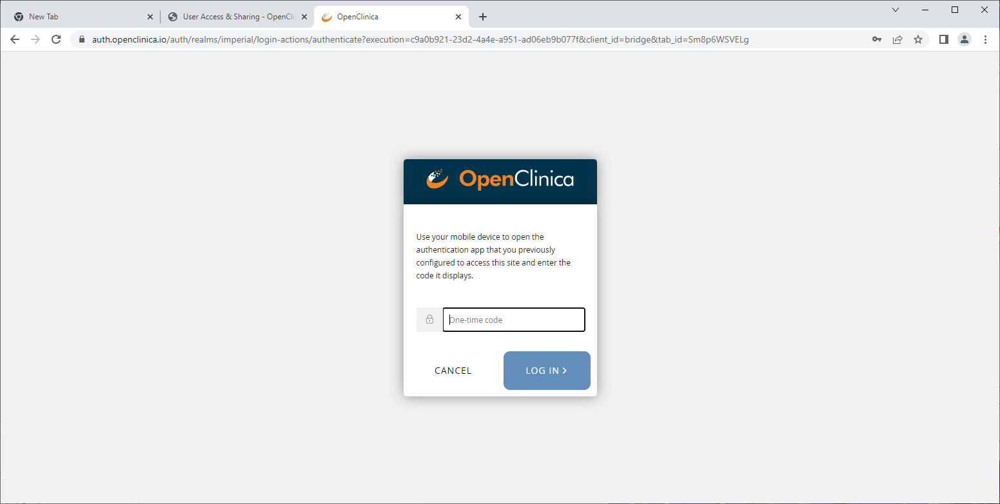 New Tab
User Access & Sharing - OpenCli
OpenClinica
auth.openclinica.io/auth/realms/imperial/login-actions/authenticate?execution=c9a0b921-23d2-4a4e-a951-ad06eb9b077f&client_id=bridge&tab_id=Sm8p6WSVELg
OpenClinica
Use your mobile device to open the
authentication app that you previously
configured to access this site and enter the
code it displays.
One-time code
CANCEL
LOG IN >